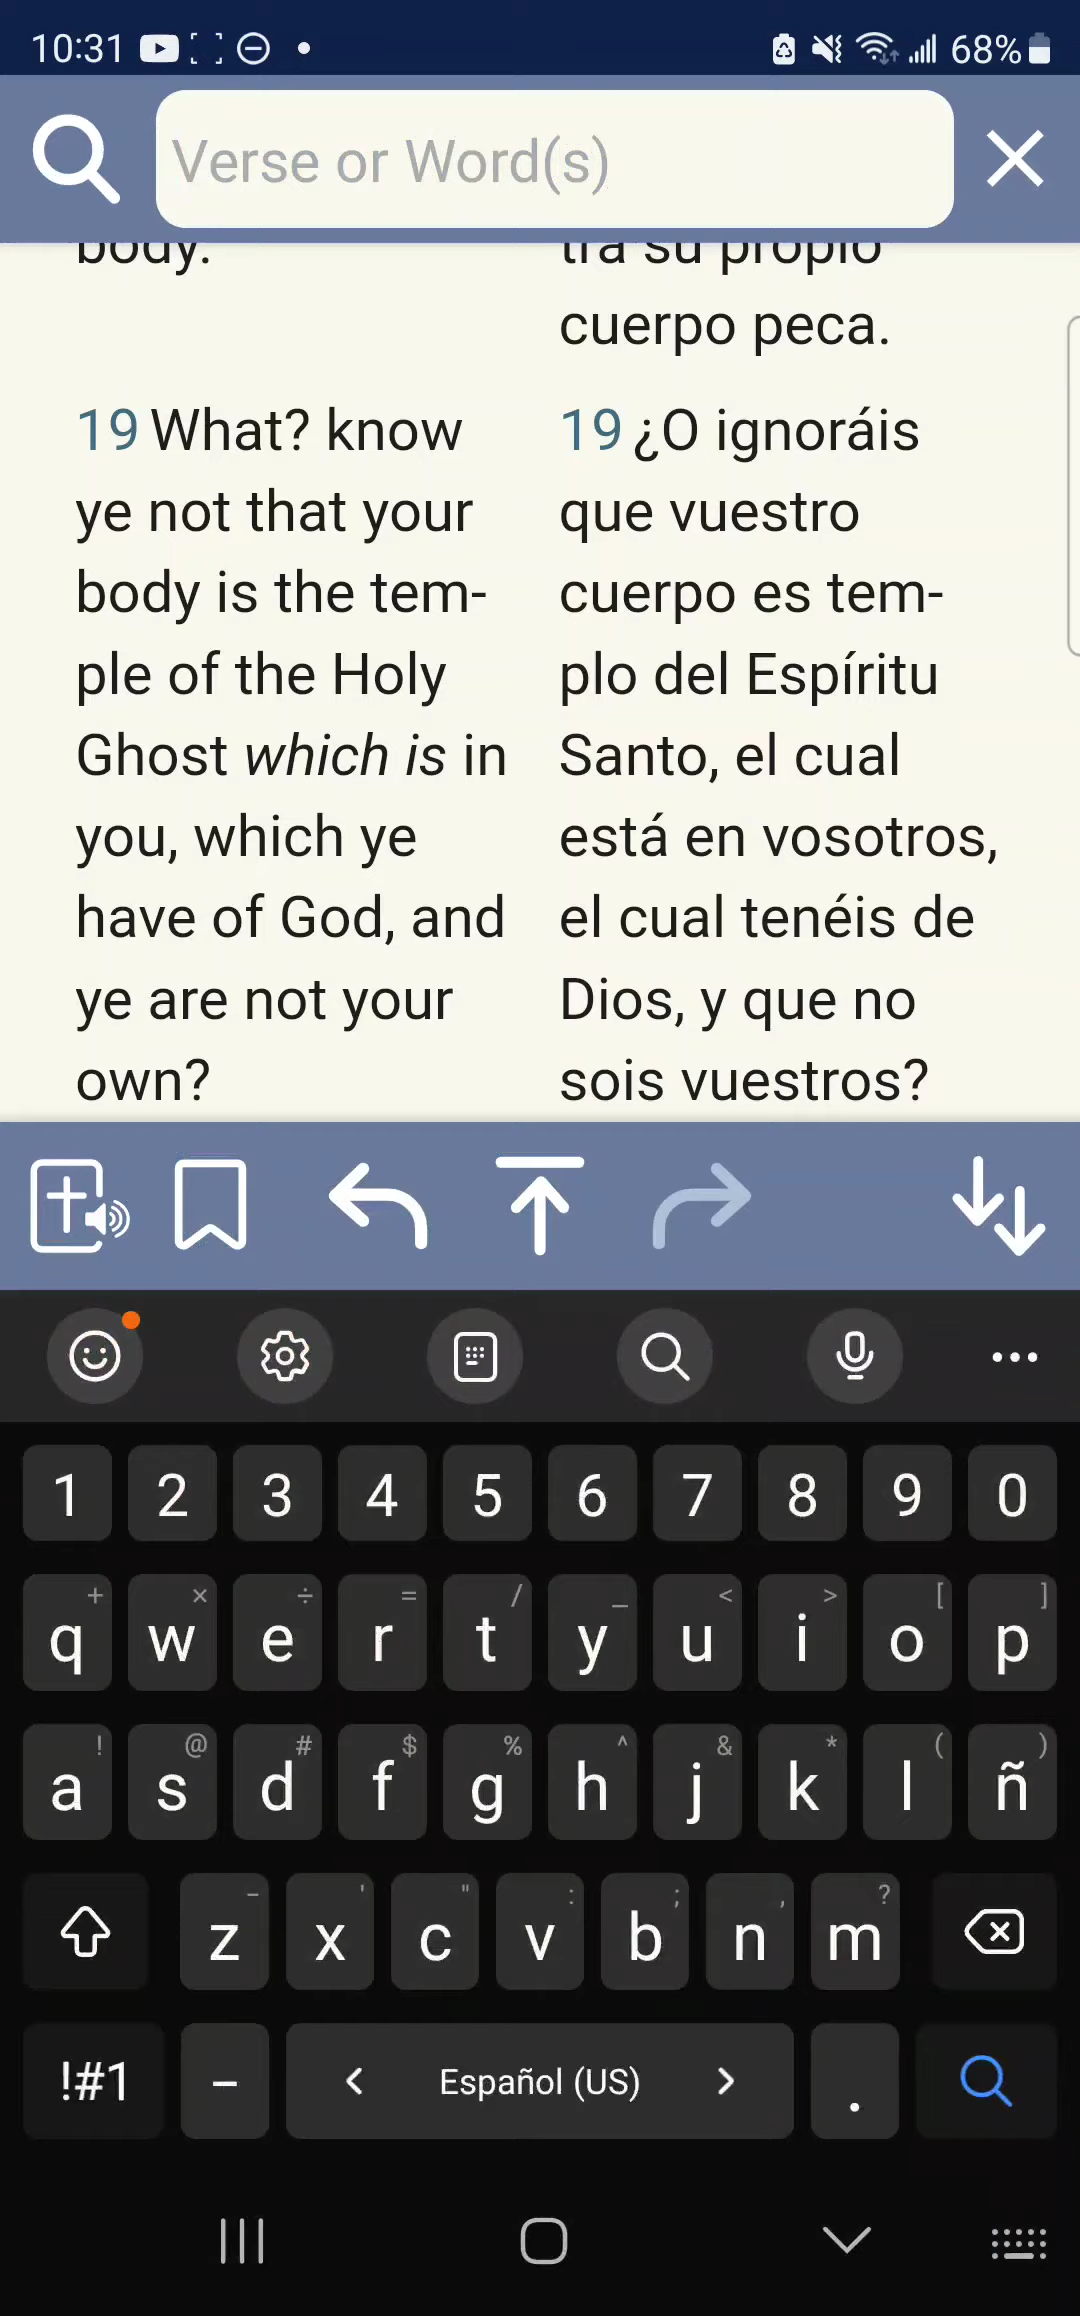 10:31
68%
Verse or Word(s)
body.
19 What? know
ye not that your
body is the tem-
ple of the Holy
Ghost which is in
you, which ye
have of God, and
ye are not your
own?
tra su propio
cuerpo peca.
19 ¿O ignoráis
que vuestro
cuerpo es tem-
plo del Espíritu
Santo, el cual
está en vosotros,
el cual tenéis de
Dios, y que no
sois vuestros?
1 2 3 4 5 6 7 8 9 0
+ × ÷ = / _ < > [ ]
q w e r t y u i o p
! @ # $ % ^ & * ( )
a s d f g h j k l ñ
- ' " : ; , ?
z x c v b n m
!#1 - < Español (US) > .